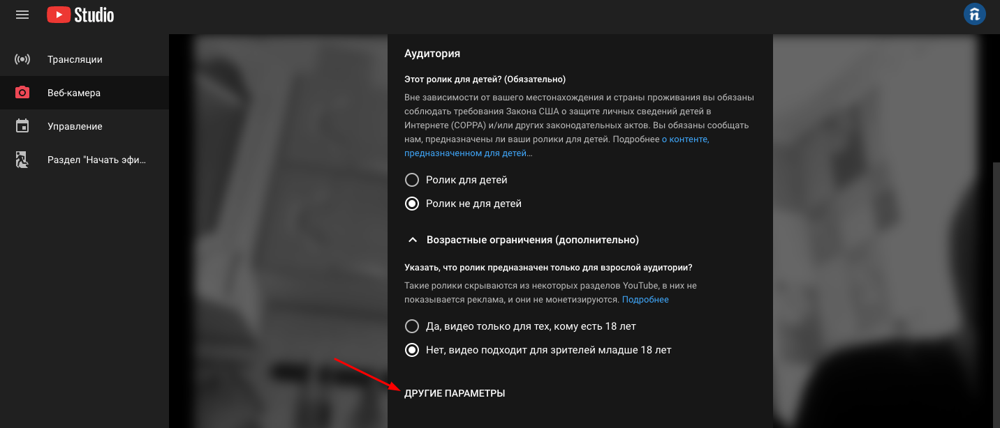 Studio
Трансляции
Веб-камера
Управление
Раздел "Начать эфи...
Аудитория
Этот ролик для детей? (Обязательно)
Вне зависимости от вашего местонахождения и страны проживания вы обязаны
соблюдать требования Закона США о защите личных сведений детей в
Интернете (COPPA) и/или других законодательных актов. Вы обязаны сообщать
нам, предназначены ли ваши ролики для детей. Подробнее о контенте,
предназначенном для детей...
Ролик для детей
Ролик не для детей
Возрастные ограничения (дополнительно)
Указать, что ролик предназначен только для взрослой аудитории?
Такие ролики скрываются из некоторых разделов YouTube, в них не
показывается реклама, и они не монетизируются. Подробнее
Да, видео только для тех, кому есть 18 лет
Нет, видео подходит для зрителей младше 18 лет
ДРУГИЕ ПАРАМЕТРЫ